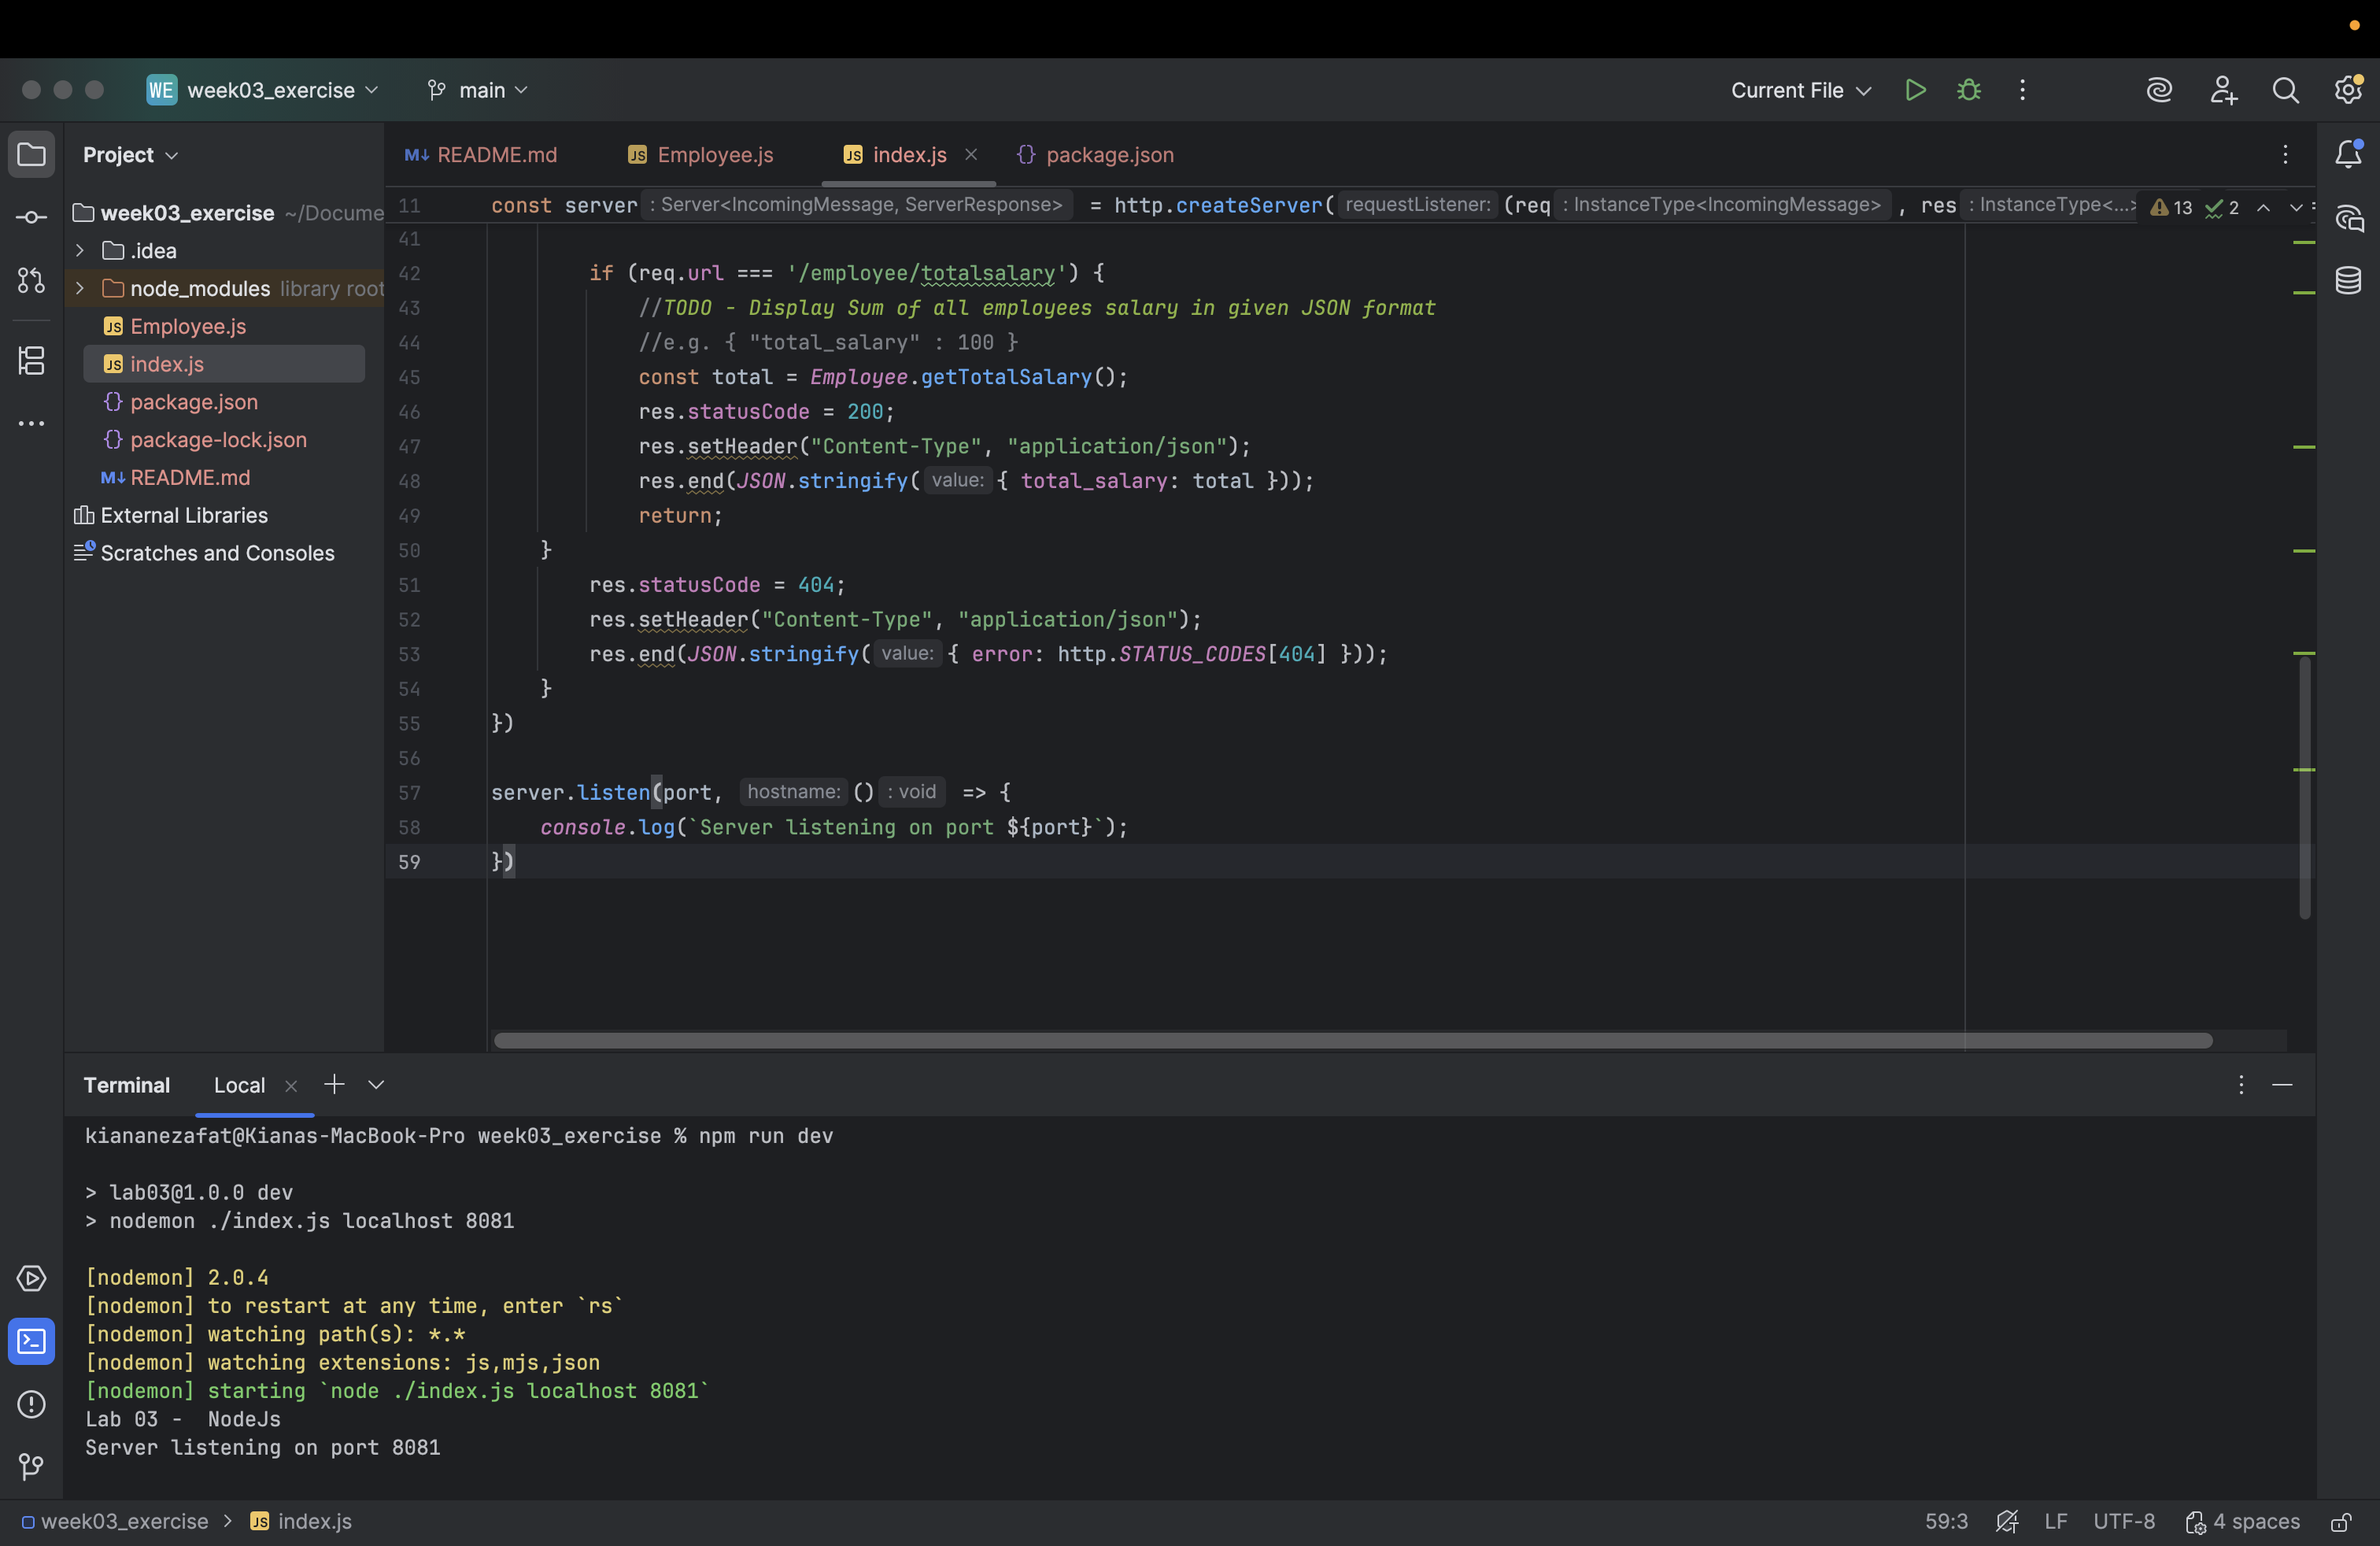 WE week03_exercise main Current File
Project
README.md Employee.js index.js package.json
week03_exercise ~/Docume
.idea
node_modules library root
Employee.js
index.js
package.json
package-lock.json
README.md
External Libraries
Scratches and Consoles
11 const server : Server<IncomingMessage, ServerResponse> = http.createServer( requestListener: (req : InstanceType<IncomingMessage> , res : InstanceType<...> 13 2
41
42 if (req.url === '/employee/totalsalary') {
43 //TODO - Display Sum of all employees salary in given JSON format
44 //e.g. { "total_salary" : 100 }
45 const total = Employee.getTotalSalary();
46 res.statusCode = 200;
47 res.setHeader("Content-Type", "application/json");
48 res.end(JSON.stringify( value: { total_salary: total }));
49 return;
50 }
51 res.statusCode = 404;
52 res.setHeader("Content-Type", "application/json");
53 res.end(JSON.stringify( value: { error: http.STATUS_CODES[404] }));
54 }
55 })
56
57 server.listen(port, hostname: () : void => {
58 console.log(`Server listening on port ${port}`);
59 })
Terminal Local
kiananezafat@Kianas-MacBook-Pro week03_exercise % npm run dev
> lab03@1.0.0 dev
> nodemon ./index.js localhost 8081
[nodemon] 2.0.4
[nodemon] to restart at any time, enter `rs`
[nodemon] watching path(s): *.*
[nodemon] watching extensions: js,mjs,json
[nodemon] starting `node ./index.js localhost 8081`
Lab 03 -  NodeJs
Server listening on port 8081
week03_exercise > index.js 59:3 LF UTF-8 4 spaces